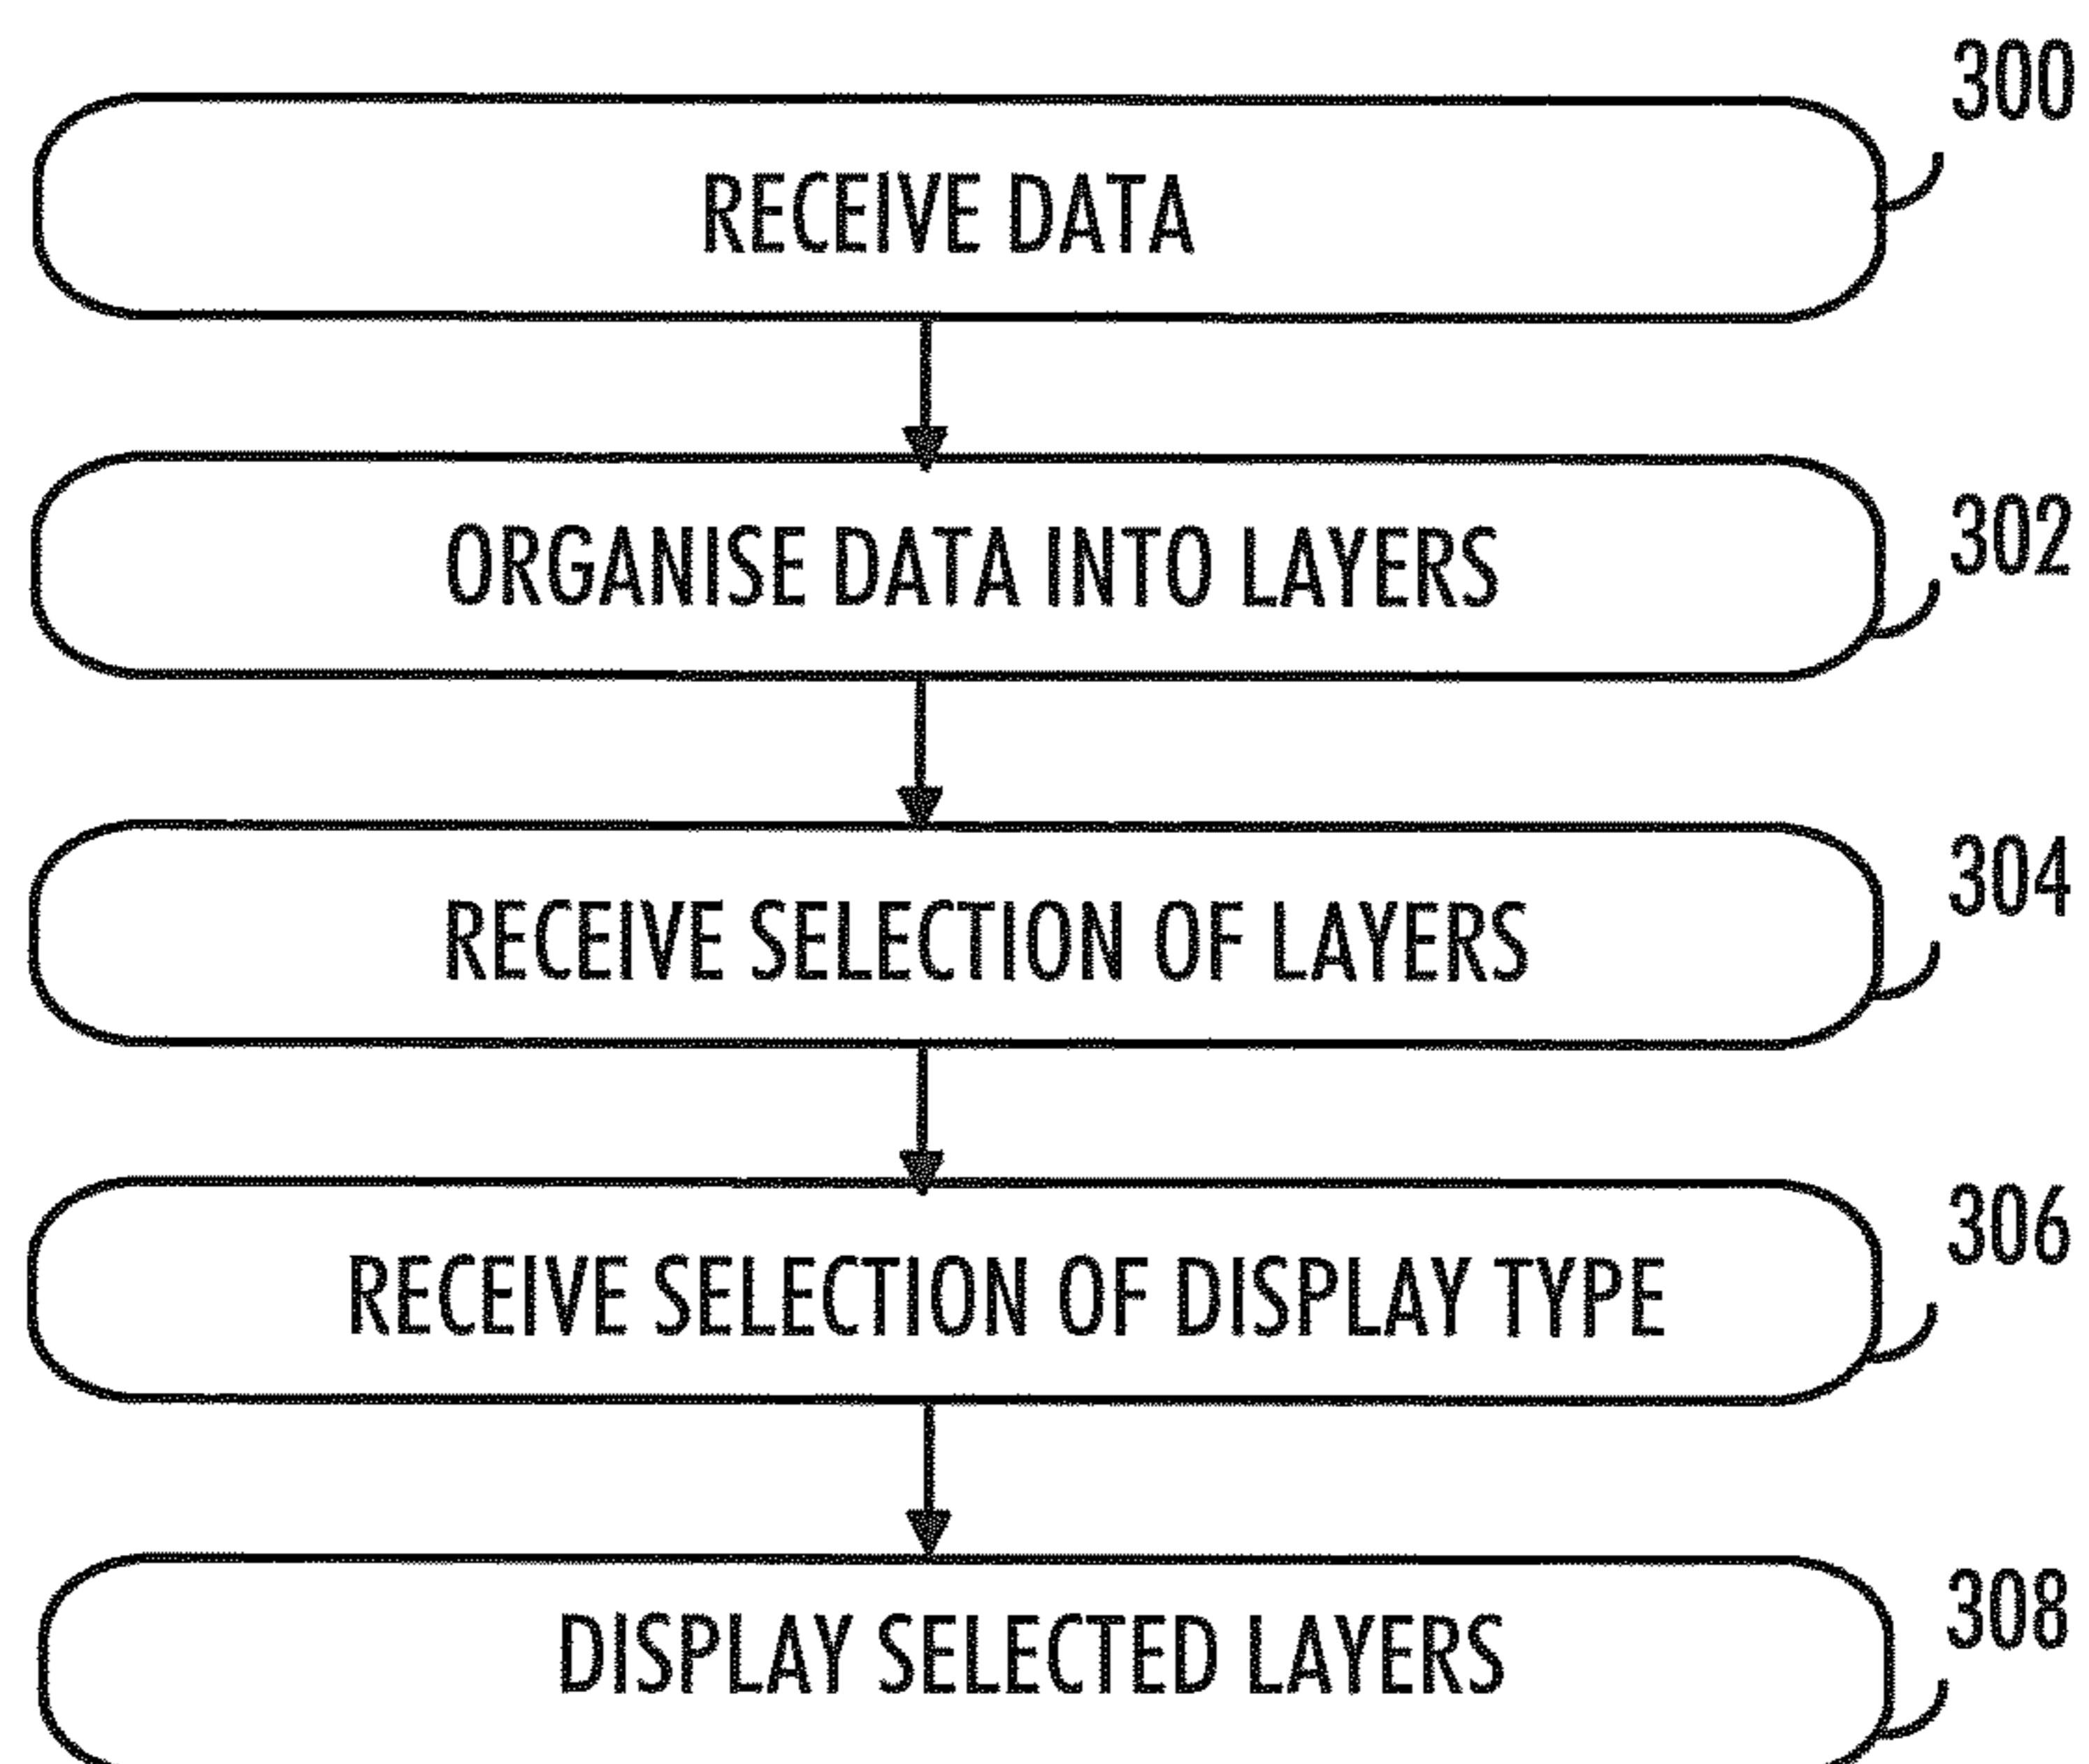 300
RECEIVE DATA
302
ORGANISE DATA INTO LAYERS
304
RECEIVE SELECTION OF LAYERS
306
RECEIVE SELECTION OF DISPLAY TYPE
308
DISPLAY SELECTED LAYERS